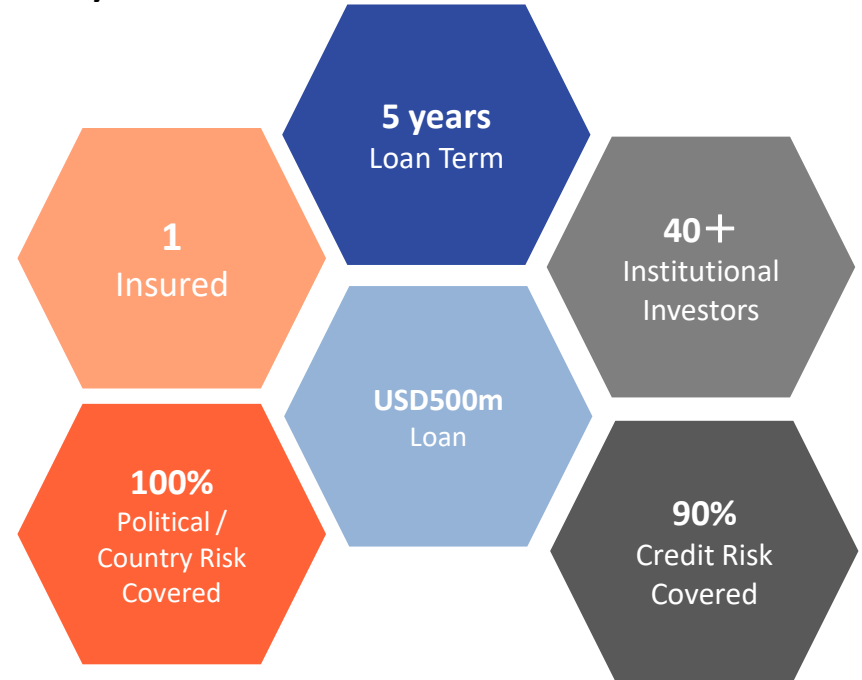 5 years
Loan Term
1
Insured
40+
Institutional
Investors
USD500m
Loan
100%
Political /
Country Risk
Covered
90%
Credit Risk
Covered